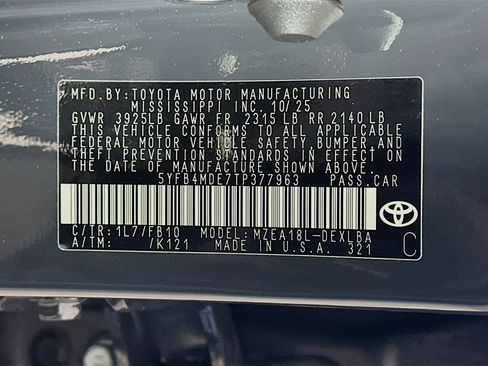 MFD.BY:TOYOTA MOTOR MANUFACTURING
MISSISSIPPI INC.10/25
GVWR 3925LB GAWR FR 2315 LB RR 2140 LB
THIS VEHICLE CONFORMS TO ALL APPLICABLE
FEDERAL MOTOR VEHICLE SAFETY, BUMPER, AND
THEFT PREVENTION STANDARDS IN EFFECT ON
THE DATE OF MANUFACTURE SHOWN ABOVE.
5YFB4MDE7TP377963 PASS.CAR
C/TR:1L7/FB10 MODEL:MZEA18L-DEXLBA
A/TM: /K121 MADE IN U.S.A. 321
C